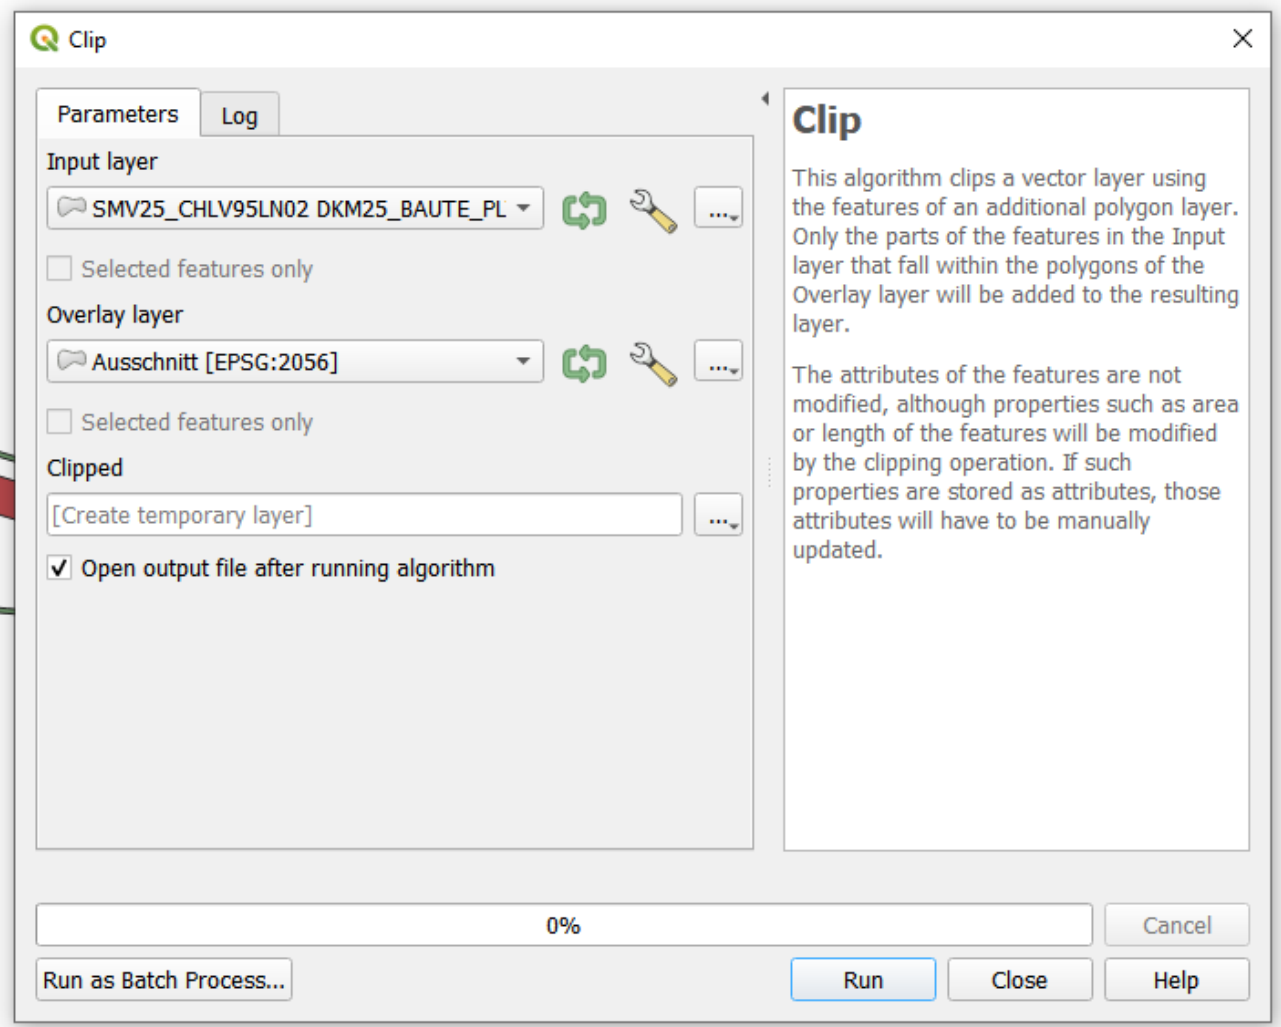 Clip
Parameters
Log
Input layer
SMV25_CHLV95LN02 DKM25_BAUTE_PL
...
Selected features only
Overlay layer
Ausschnitt [EPSG:2056]
...
Selected features only
Clipped
[Create temporary layer]
...
Open output file after running algorithm
Clip
This algorithm clips a vector layer using
the features of an additional polygon layer.
Only the parts of the features in the Input
layer that fall within the polygons of the
Overlay layer will be added to the resulting
layer.
The attributes of the features are not
modified, although properties such as area
or length of the features will be modified
by the clipping operation. If such
properties are stored as attributes, those
attributes will have to be manually
updated.
0%
Cancel
Run as Batch Process...
Run
Close
Help